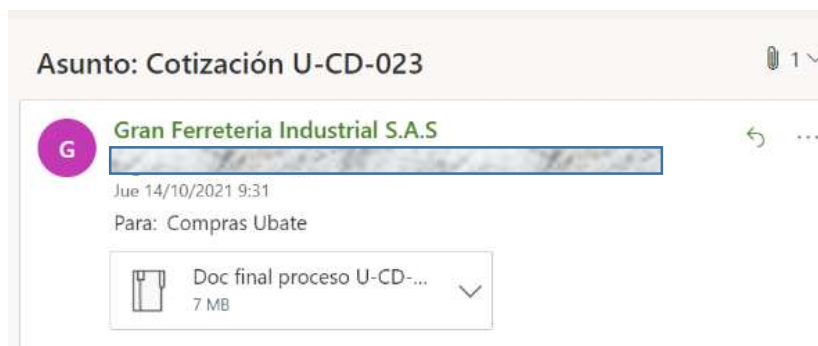 Asunto: Cotización U-CD-023
1
G
Gran Ferreteria Industrial S.A.S
Jue 14/10/2021 9:31
Para: Compras Ubate
Doc final proceso U-CD-...
7 MB